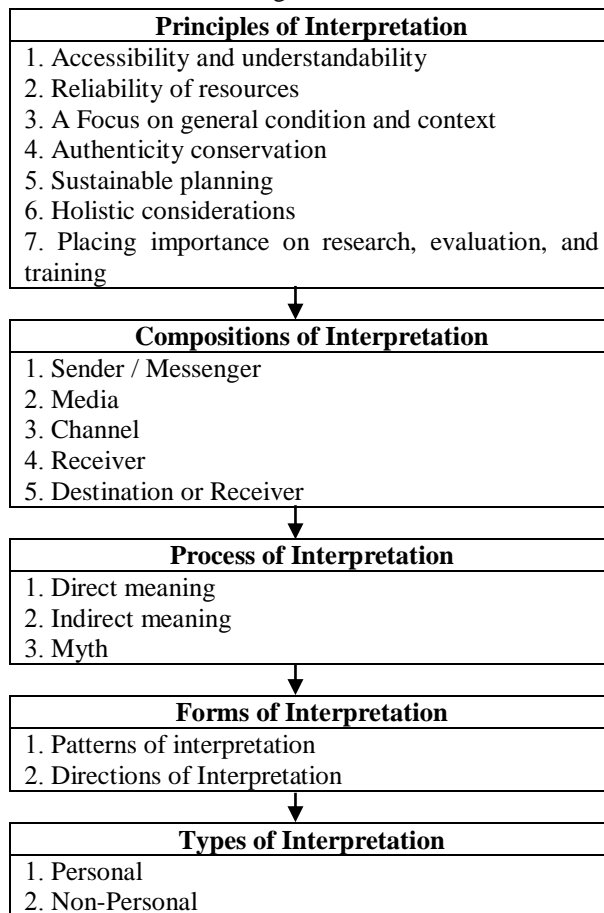 Principles of Interpretation
1. Accessibility and understandability
2. Reliability of resources
3. A Focus on general condition and context
4. Authenticity conservation
5. Sustainable planning
6. Holistic considerations
7. Placing importance on research, evaluation, and
training
Compositions of Interpretation
1. Sender / Messenger
2. Media
3. Channel
4. Receiver
5. Destination or Receiver
Process of Interpretation
1. Direct meaning
2. Indirect meaning
3. Myth
Forms of Interpretation
1. Patterns of interpretation
2. Directions of Interpretation
Types of Interpretation
1. Personal
2. Non-Personal